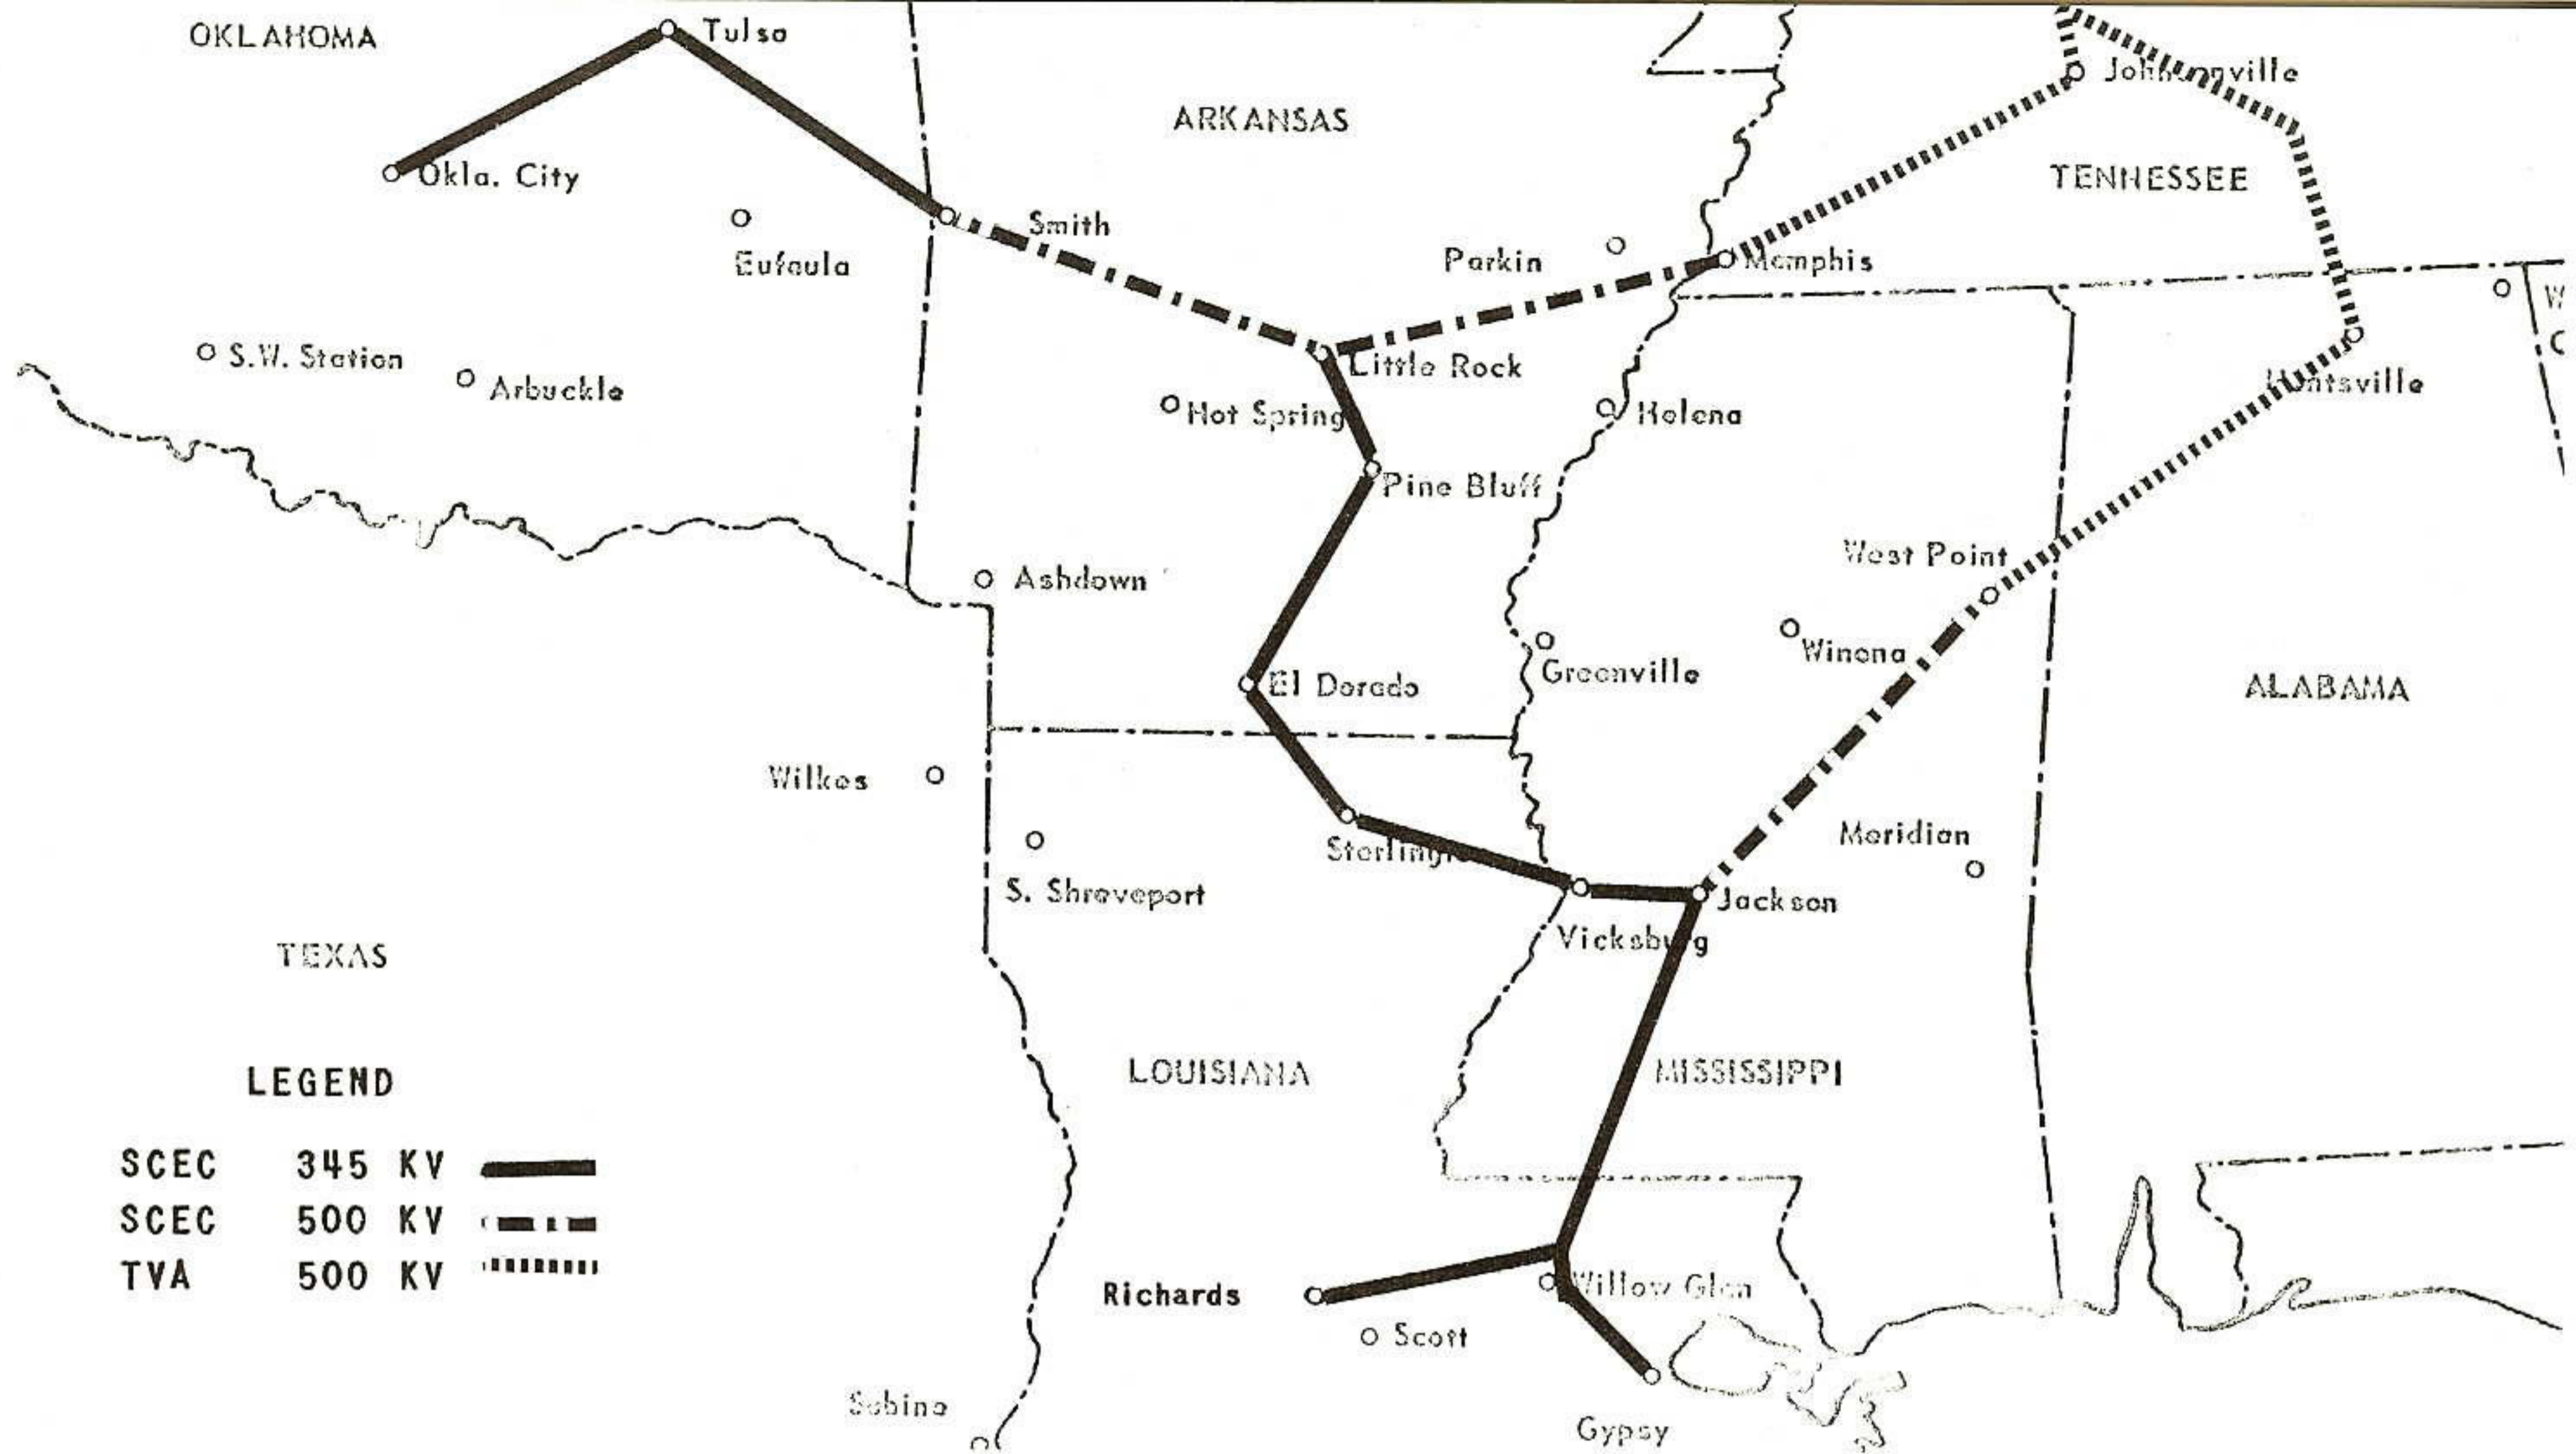 OKLAHOMA
Tulsa
Okla. City
Eufaula
S.W. Station
Arbuckle
ARKANSAS
Smith
Parkin
Memphis
Johnsonville
TENNESSEE
Little Rock
Hot Spring
Helena
Huntsville
W
C
Pine Bluff
Ashdown
West Point
Winona
Greenville
El Dorado
ALABAMA
Wilkes
Meridian
S. Shreveport
Jackson
Vicksburg
TEXAS
LOUISIANA
MISSISSIPPI
LEGEND
SCEC 345 KV
SCEC 500 KV
TVA 500 KV
Richards
Willow Glen
Scott
Sabine
Gypsy